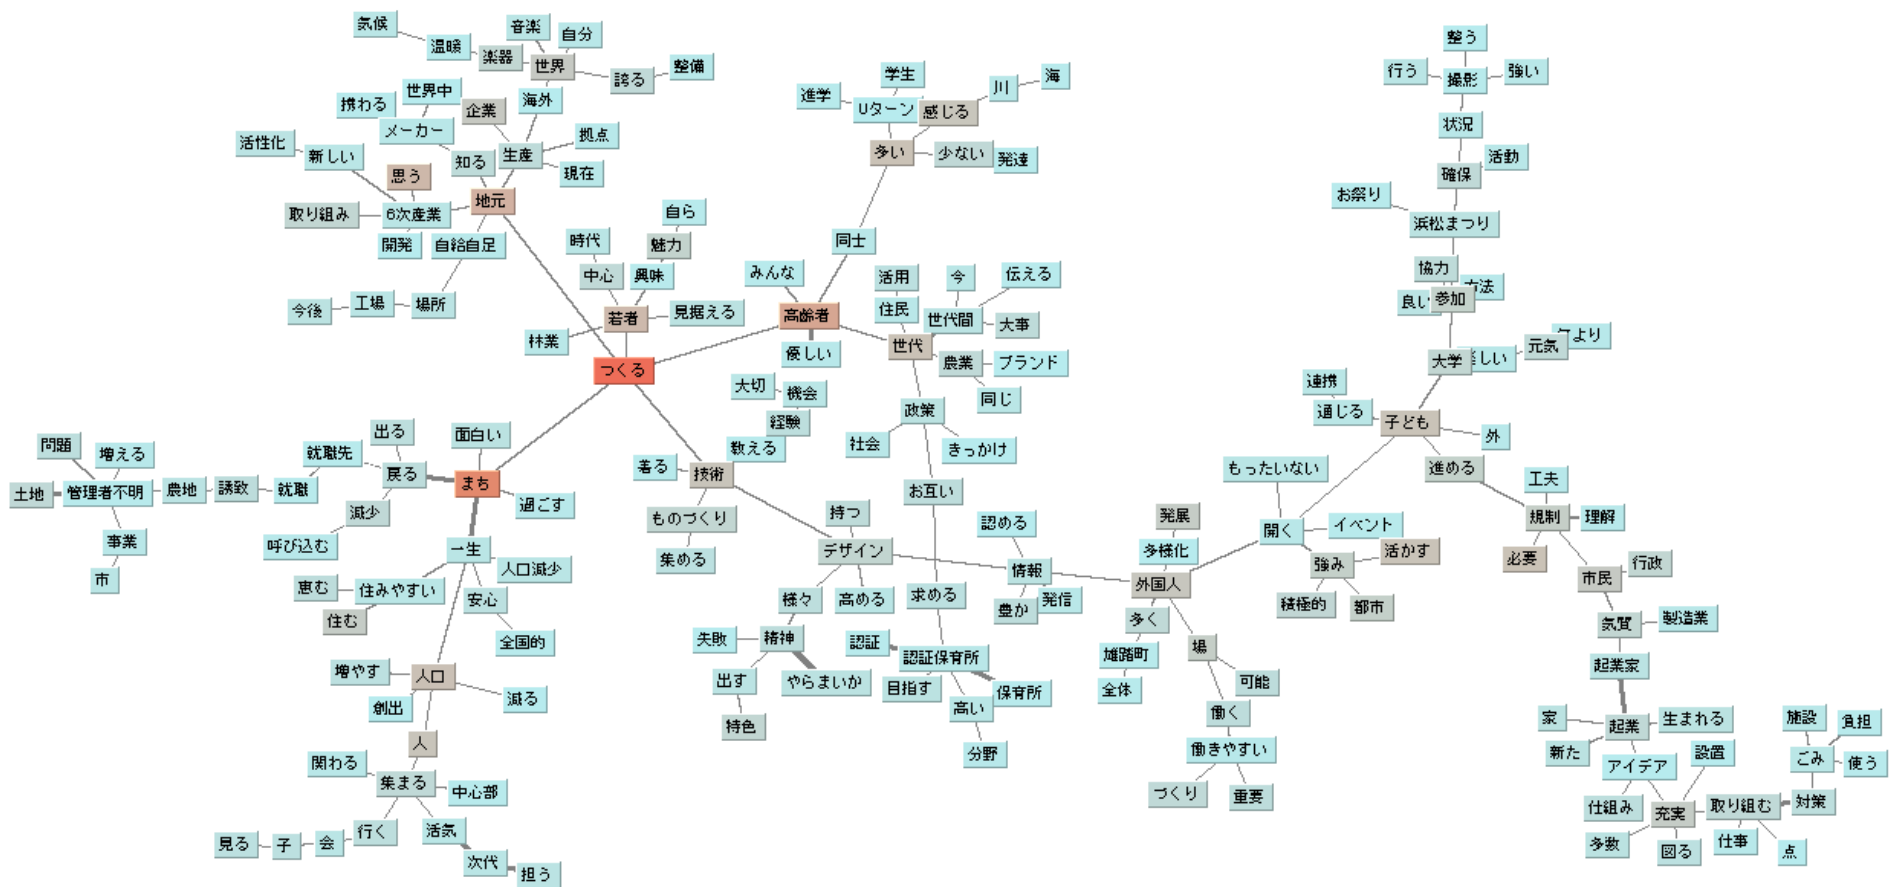 気候
温暖
楽器
音楽
自分
世界
誇る
整備
世界中
携わる
企業
海外
メーカー
拠点
活性化
新しい
知る
生産
現在
思う
地元
取り組み
6次産業
開発
自給自足
今後
工場
場所
時代
中心
自ら
魅力
興味
若者
見据える
林業
つくる
学生
進学
Uターン
感じる
川
海
多い
少ない
発達
同士
みんな
高齢者
優しい
活用
住民
今
伝える
世代間
大事
世代
農業
ブランド
同じ
政策
社会
きっかけ
お互い
求める
大切
機会
経験
教える
着る
技術
ものづくり
集める
持つ
デザイン
様々
高める
失敗
精神
出す
やらまいか
特色
認証
認証保育所
目指す
保育所
高い
分野
認める
情報
豊か
発信
問題
増える
土地
管理者不明
農地
誘致
就職
就職先
事業
市
出る
面白い
戻る
まち
過ごす
減少
呼び込む
一生
人口減少
恵む
住みやすい
安心
住む
全国的
増やす
人口
創出
減る
人
関わる
集まる
中心部
見る
子
会
行く
活気
次代
担う
整う
行う
撮影
強い
状況
活動
確保
お祭り
浜松まつり
協力
良い
参加
大学
元気
連携
通じる
子ども
外
もったいない
進める
工夫
発展
開く
イベント
規制
理解
多様化
強み
活かす
必要
外国人
市民
行政
積極的
都市
多く
雄踏町
全体
場
可能
働く
働きやすい
づくり
重要
気質
製造業
起業家
家
起業
生まれる
新た
アイデア
設置
施設
負担
ごみ
使う
仕組み
充実
取り組む
対策
多数
図る
仕事
点